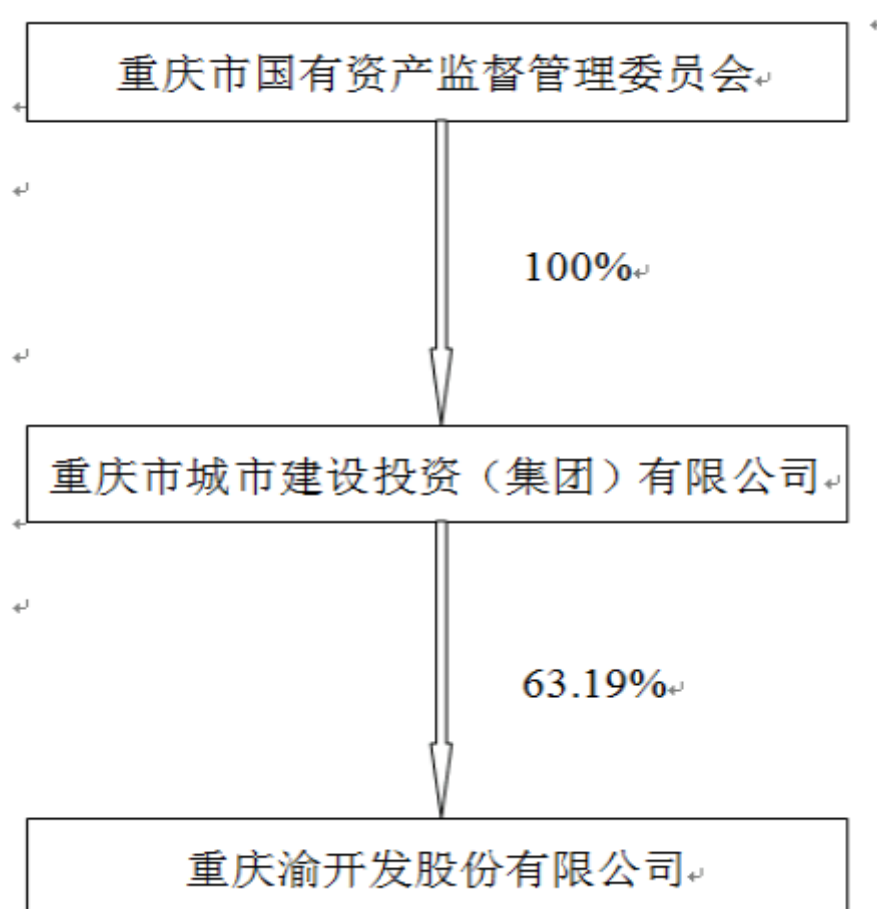 重庆市国有资产监督管理委员会
100%
重庆市城市建设投资（集团）有限公司
63.19%
重庆渝开发股份有限公司